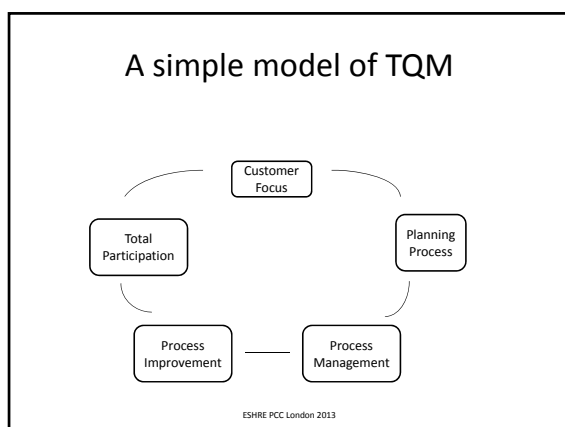 A simple model of TQM
Customer
Focus
Total
Participation
Planning
Process
Process
Improvement
Process
Management
ESHRE PCC London 2013